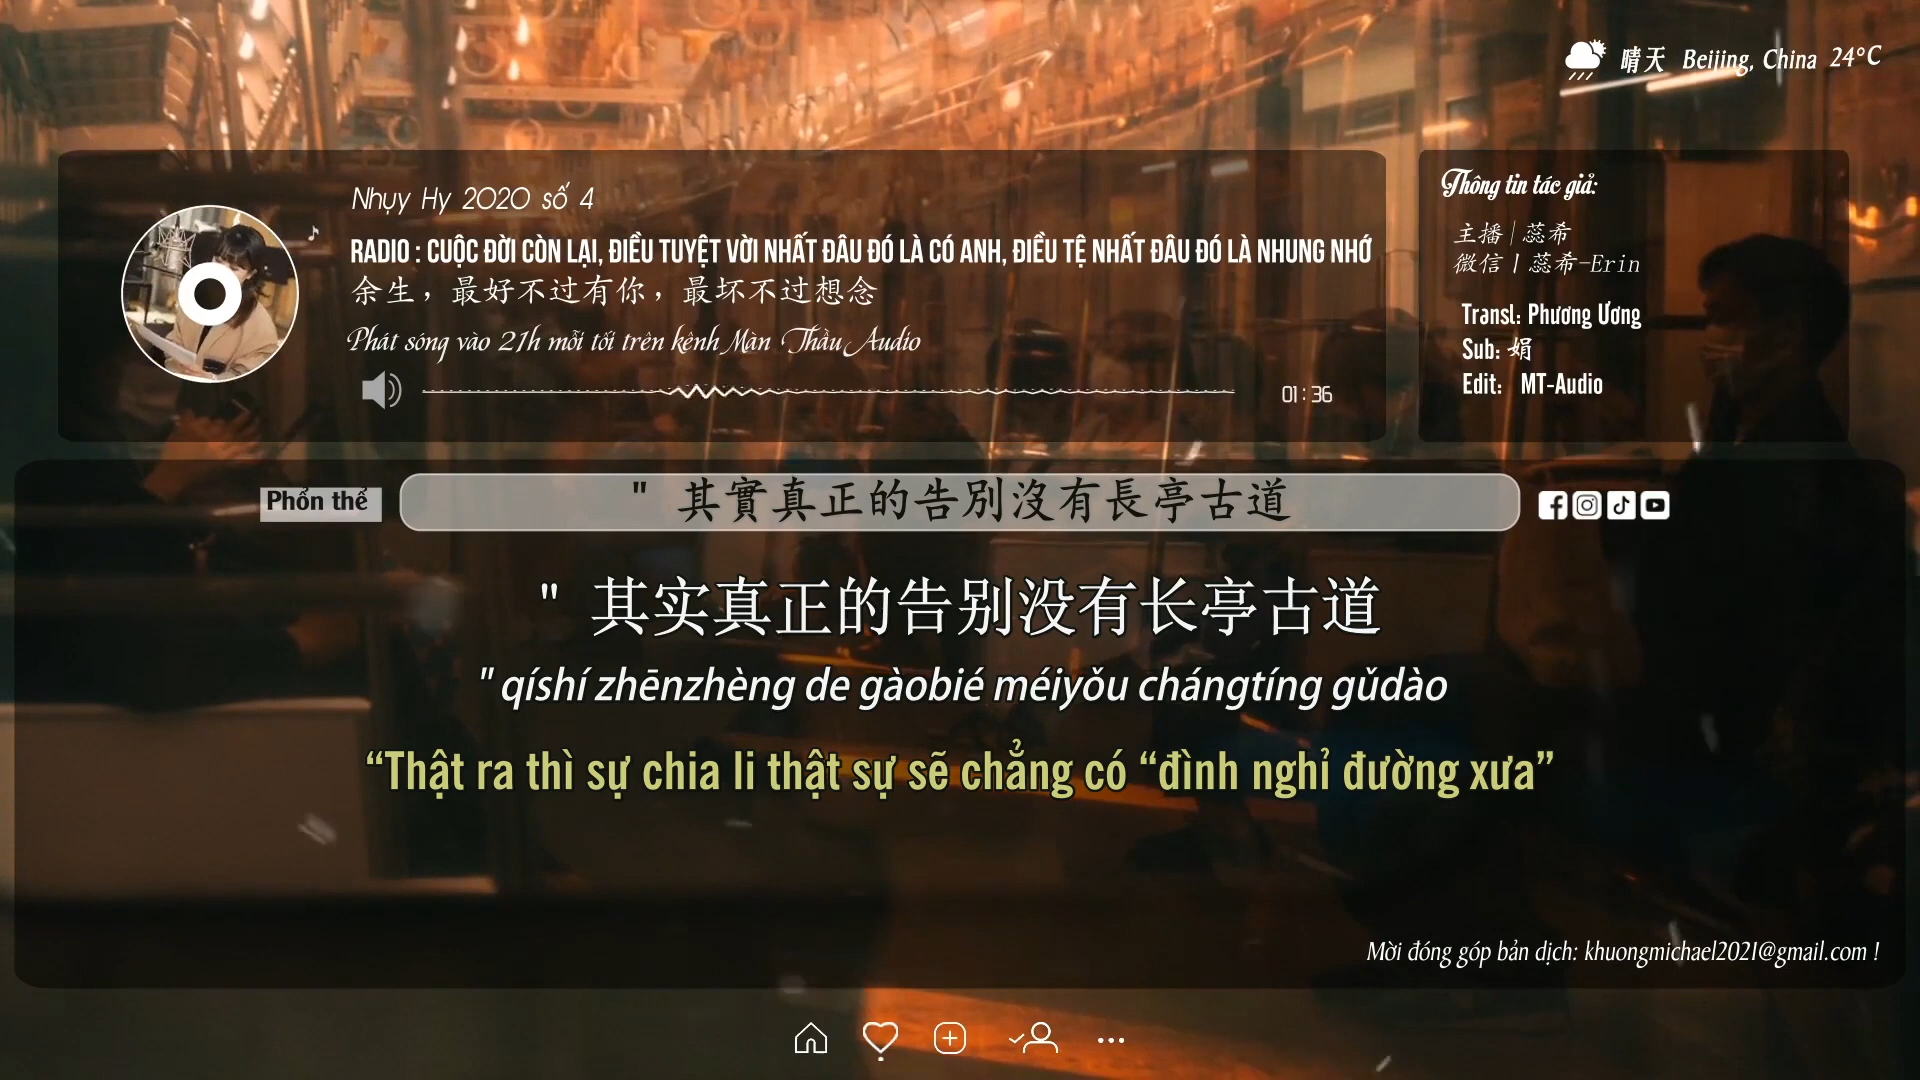 晴天 Beijing, China 24°C
Nhụy Hy 2020 số 4
RADIO : CUỘC ĐỜI CÒN LẠI, ĐIỀU TUYỆT VỜI NHẤT ĐÂU ĐÓ LÀ CÓ ANH, ĐIỀU TỆ NHẤT ĐÂU ĐÓ LÀ NHUNG NHỚ
余生，最好不过有你，最坏不过想念
Phát sóng vào 21h mỗi tối trên kênh Màn Thầu Audio
01:36
Thông tin tác giả:
主播|蕊希
微信丨蕊希-Erin
Transl: Phương Ương
Sub: 娟
Edit: MT-Audio
Phồn thể
" 其實真正的告別沒有長亭古道
" 其实真正的告别没有长亭古道
" qíshí zhēnzhèng de gàobié méiyǒu chángtíng gǔdào
“Thật ra thì sự chia li thật sự sẽ chẳng có “đình nghỉ đường xưa”
Mời đóng góp bản dịch: khuongmichael2021@gmail.com !